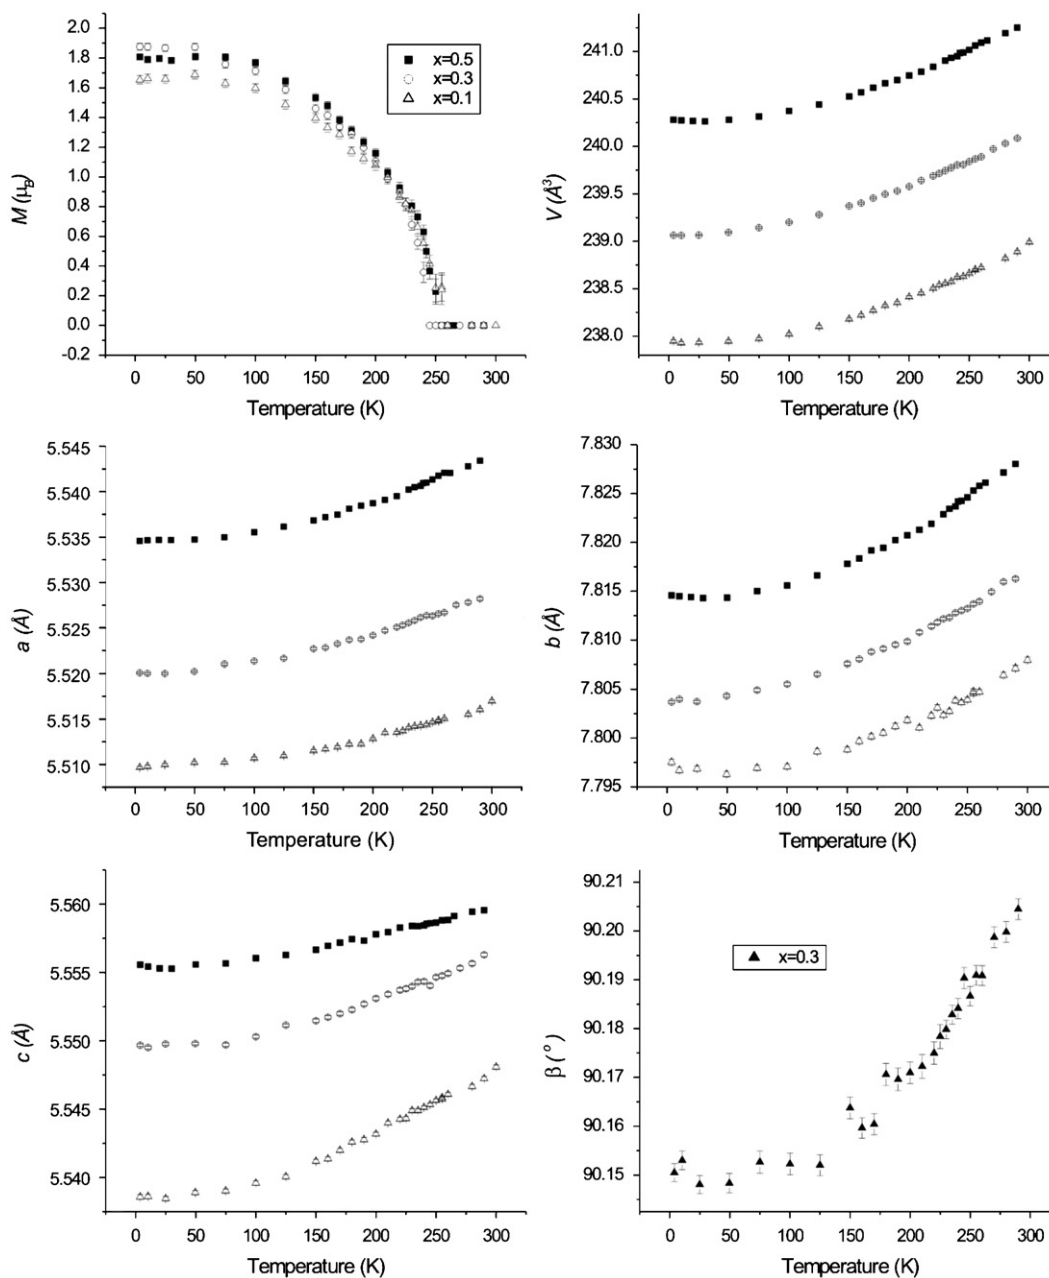 2.0
1.8
1.6
1.4
1.2
1.0
0.8
0.6
0.4
0.2
0.0
-0.2
M (μB)
x=0.5
x=0.3
x=0.1
0 50 100 150 200 250 300
Temperature (K)
241.0
240.5
240.0
239.5
239.0
238.5
238.0
V (Å³)
0 50 100 150 200 250 300
Temperature (K)
5.545
5.540
5.535
5.530
5.525
5.520
5.515
5.510
a (Å)
0 50 100 150 200 250 300
Temperature (K)
7.830
7.825
7.820
7.815
7.810
7.805
7.800
7.795
b (Å)
0 50 100 150 200 250 300
Temperature (K)
5.560
5.555
5.550
5.545
5.540
c (Å)
0 50 100 150 200 250 300
Temperature (K)
90.21
90.20
90.19
90.18
90.17
90.16
90.15
β (°)
x=0.3
0 50 100 150 200 250 300
Temperature (K)